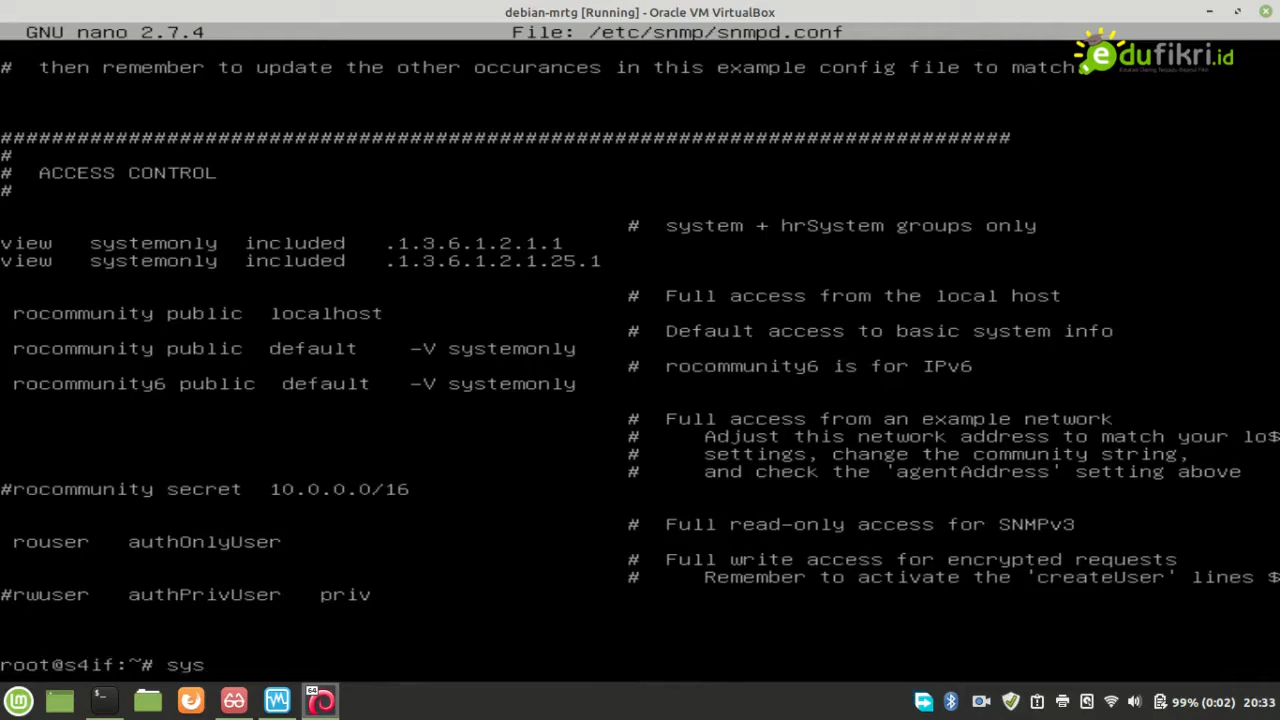 debian-mrtg [Running] - Oracle VM VirtualBox
GNU nano 2.7.4 File: /etc/snmp/snmpd.conf
edufikri.id
# then remember to update the other occurances in this example config file to match.
###############################################################################
#
# ACCESS CONTROL
#
# system + hrSystem groups only
view systemonly included .1.3.6.1.2.1.1
view systemonly included .1.3.6.1.2.1.25.1
# Full access from the local host
rocommunity public localhost
# Default access to basic system info
rocommunity public default -V systemonly
# rocommunity6 is for IPv6
rocommunity6 public default -V systemonly
# Full access from an example network
# Adjust this network address to match your lo$
# settings, change the community string,
# and check the 'agentAddress' setting above
#rocommunity secret 10.0.0.0/16
# Full read-only access for SNMPv3
rouser authOnlyUser
# Full write access for encrypted requests
# Remember to activate the 'createUser' lines $
#rwuser authPrivUser priv
root@s4if:~# sys
64
99% (0:02) 20:33